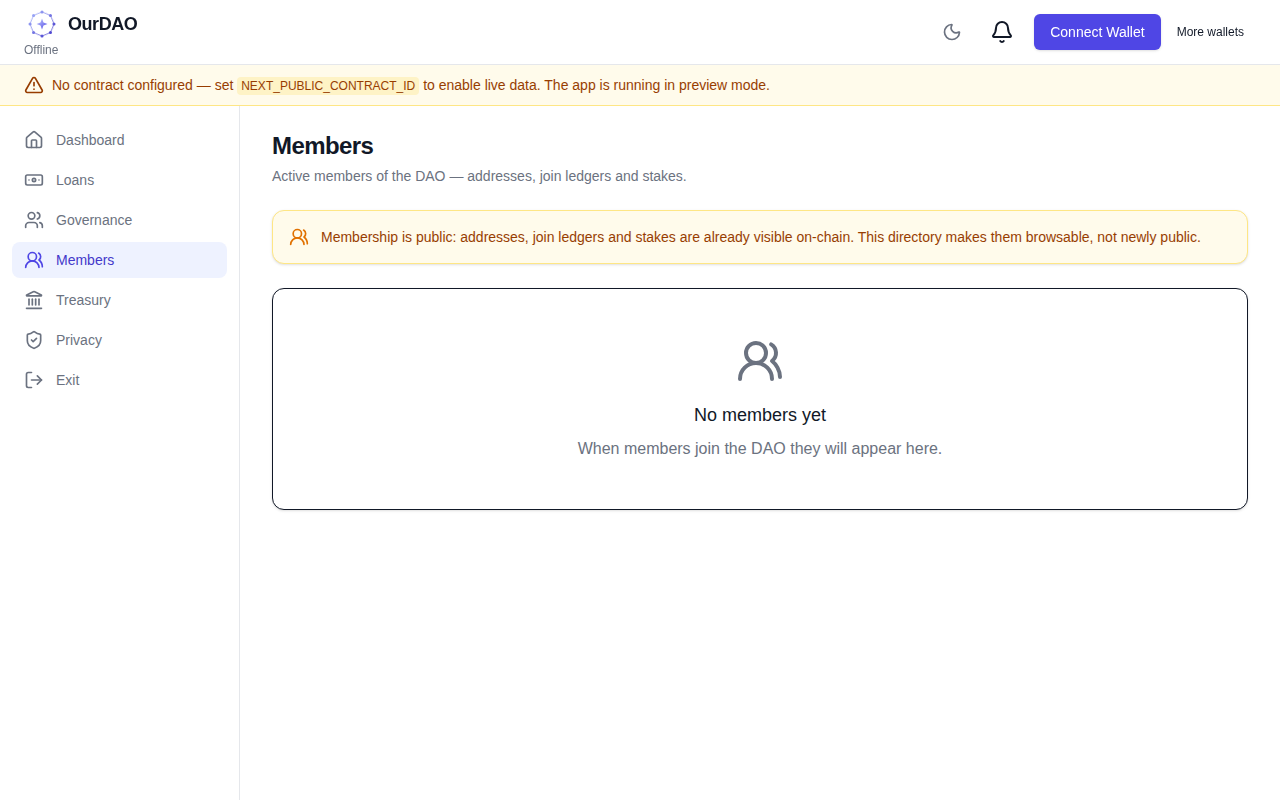 OurDAO
Offline
Connect Wallet
More wallets
No contract configured — set NEXT_PUBLIC_CONTRACT_ID to enable live data. The app is running in preview mode.
Dashboard
Loans
Governance
Members
Treasury
Privacy
Exit
Members
Active members of the DAO — addresses, join ledgers and stakes.
Membership is public: addresses, join ledgers and stakes are already visible on-chain. This directory makes them browsable, not newly public.
No members yet
When members join the DAO they will appear here.